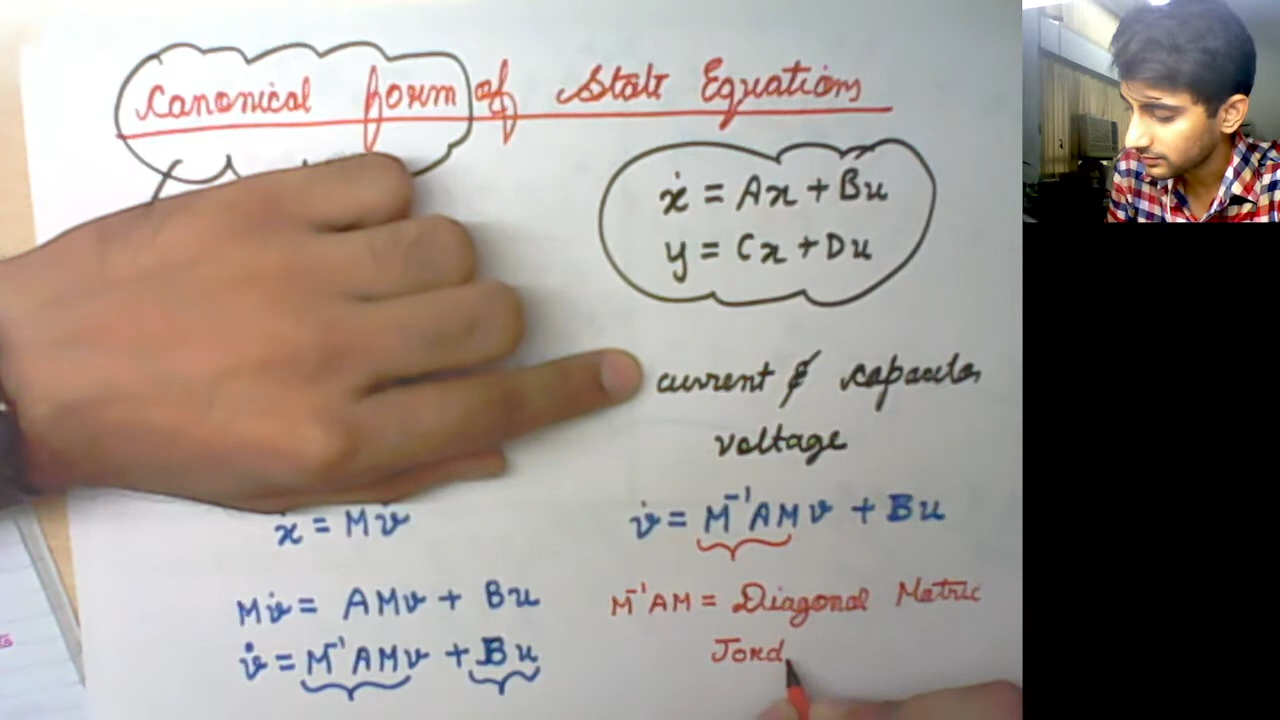 Canonical form of State Equations
ẋ = Ax + Bu
y = Cx + Du
current & capacitor
voltage
ẋ = Mv̇
v̇ = M⁻¹AMv + Bu
Mv̇ = AMv + Bu
M⁻¹AM = Diagonal Metric
v̇ = M⁻¹AMv + Bu
Jord